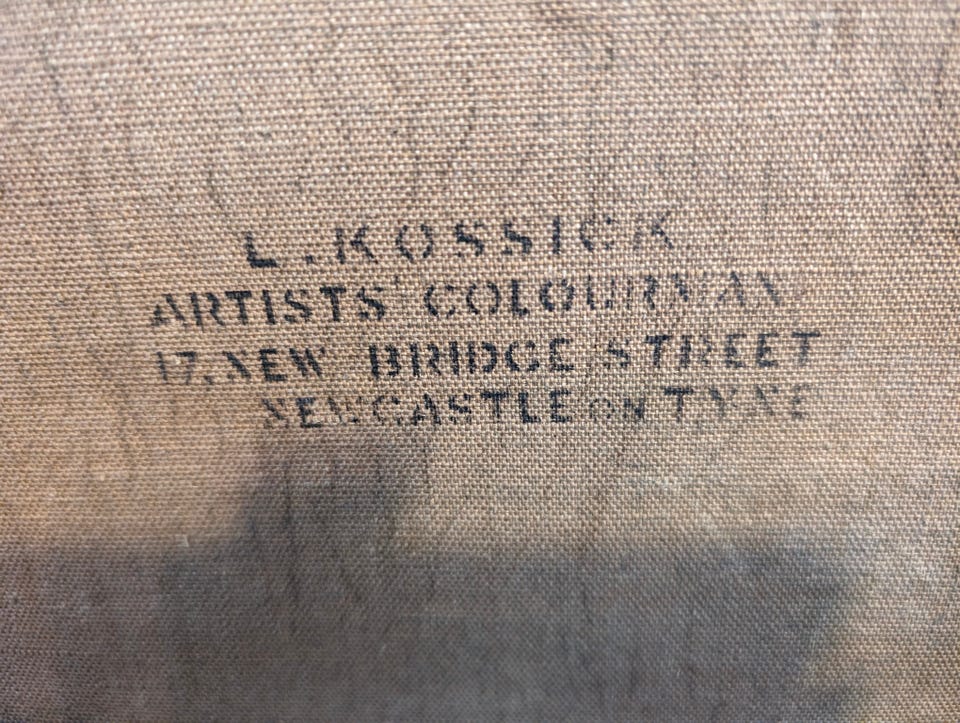 L. KOSSICK
ARTISTS' COLOURMAN
17, NEW BRIDGE STREET
NEWCASTLE ON TYNE